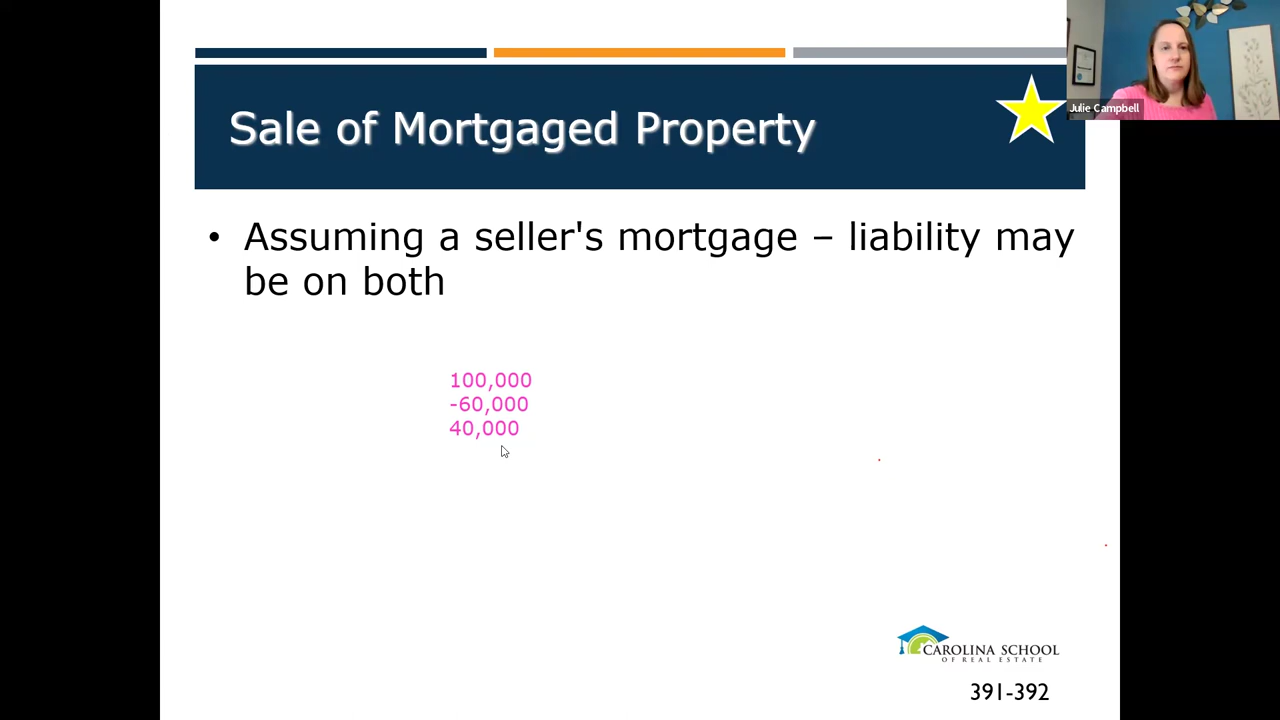 Sale of Mortgaged Property
Julie Campbell
• Assuming a seller's mortgage – liability may
be on both
100,000
-60,000
40,000
CAROLINA SCHOOL
OF REAL ESTATE
391-392